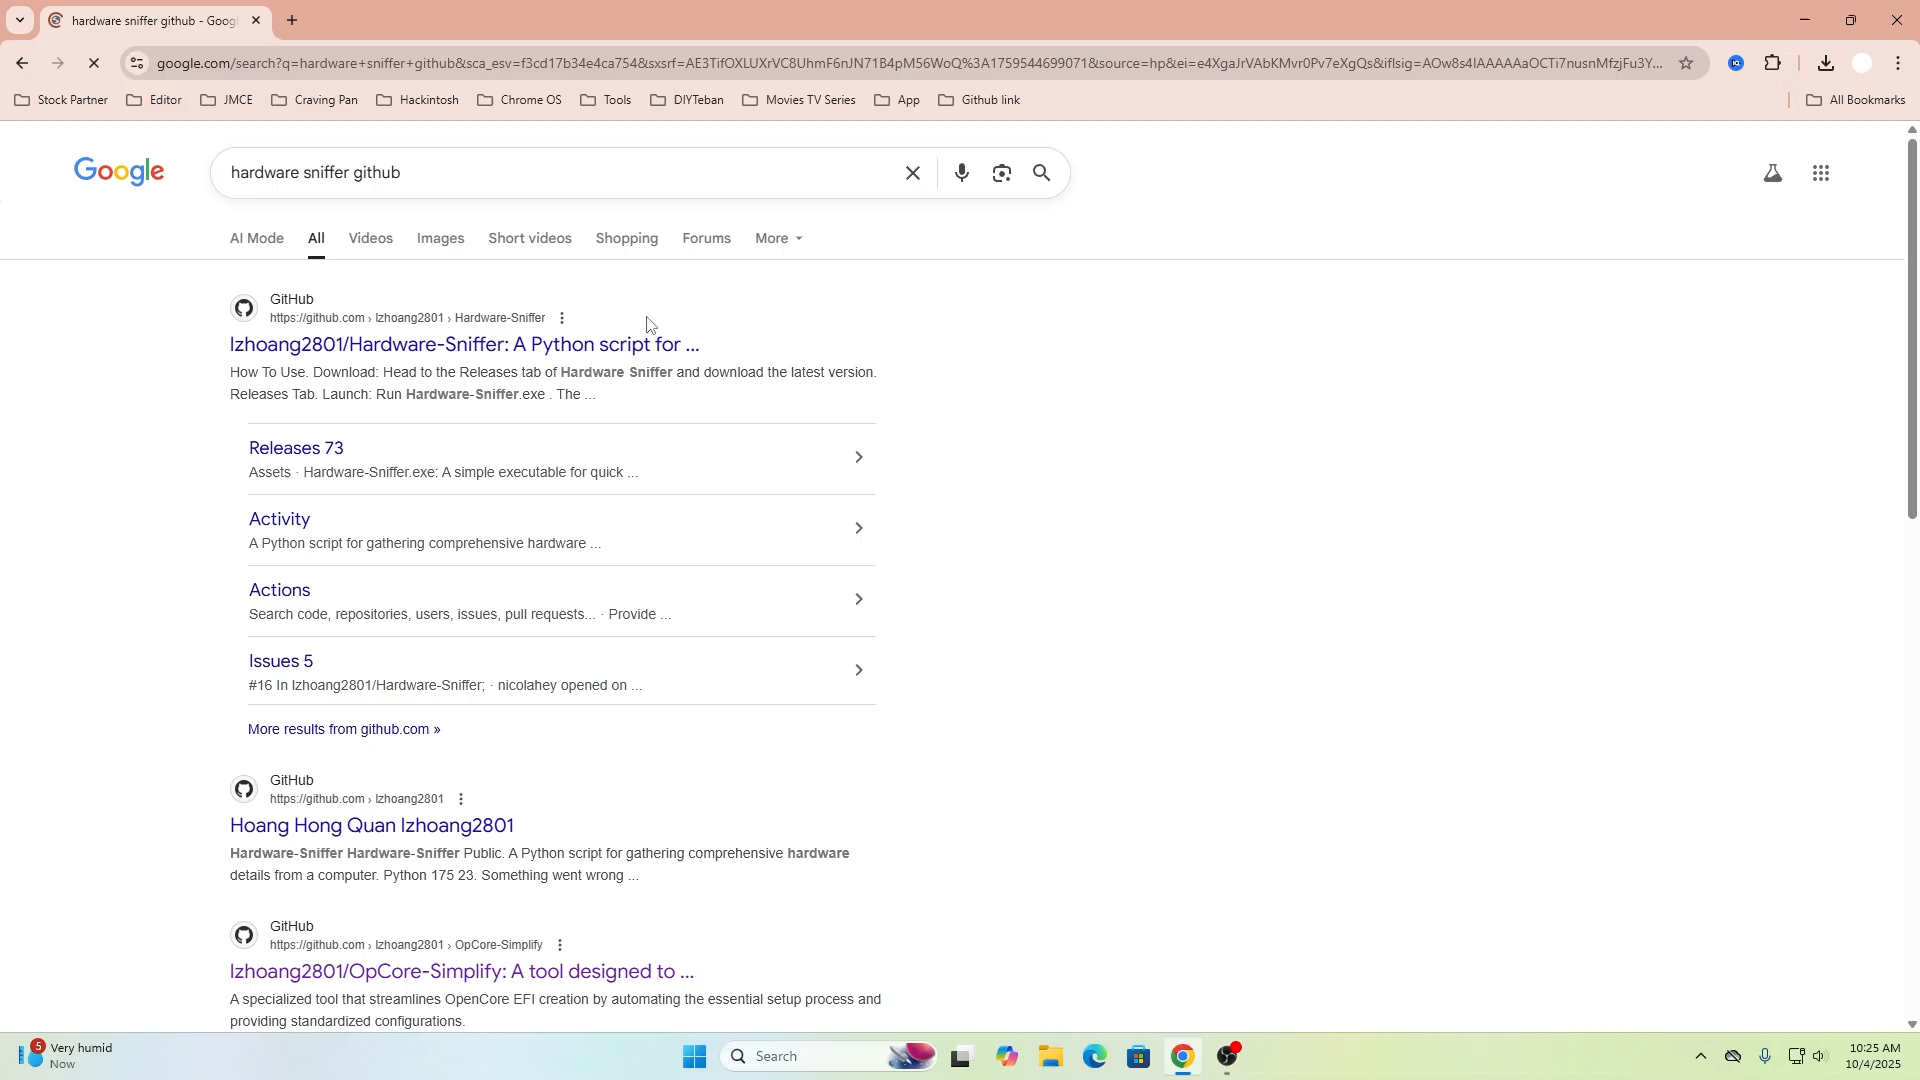 hardware sniffer github - Goog
google.com/search?q=hardware+sniffer+github&sca_esv=f3cd17b34e4ca754&sxsrf=AE3TifOXLUXrVC8UhmF6nJN71B4pM56WoQ%3A1759544699071&source=hp&ei=e4XgaJrVAbKMvr0Pv7eXgQs&iflsig=AOw8s4IAAAAAaOCTi7nusnMfzjFu3Y...
Stock Partner
Editor
JMCE
Craving Pan
Hackintosh
Chrome OS
Tools
DIYTeban
Movies TV Series
App
Github link
All Bookmarks
Google
hardware sniffer github
AI Mode
All
Videos
Images
Short videos
Shopping
Forums
More
GitHub
https://github.com › lzhoang2801 › Hardware-Sniffer
lzhoang2801/Hardware-Sniffer: A Python script for ...
How To Use. Download: Head to the Releases tab of Hardware Sniffer and download the latest version.
Releases Tab. Launch: Run Hardware-Sniffer.exe . The ...
Releases 73
Assets · Hardware-Sniffer.exe: A simple executable for quick ...
Activity
A Python script for gathering comprehensive hardware ...
Actions
Search code, repositories, users, issues, pull requests... · Provide ...
Issues 5
#16 In lzhoang2801/Hardware-Sniffer; · nicolahey opened on ...
More results from github.com »
GitHub
https://github.com › lzhoang2801
Hoang Hong Quan lzhoang2801
Hardware-Sniffer Hardware-Sniffer Public. A Python script for gathering comprehensive hardware
details from a computer. Python 175 23. Something went wrong ...
GitHub
https://github.com › lzhoang2801 › OpCore-Simplify
lzhoang2801/OpCore-Simplify: A tool designed to ...
A specialized tool that streamlines OpenCore EFI creation by automating the essential setup process and
providing standardized configurations.
5
Very humid
Now
Search
10:25 AM
10/4/2025